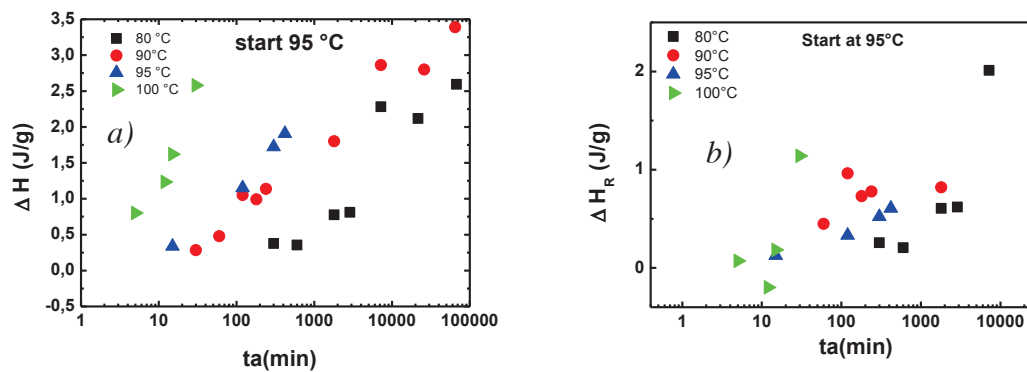 3,5
3,0
2,5
2,0
1,5
1,0
0,5
0,0
-0,5
Δ H (J/g)
start 95 °C
80 °C
90°C
95 °C
100 °C
a)
1 10 100 1000 10000 100000
ta(min)
2
1
0
Δ H_R (J/g)
Start at 95°C
80°C
90°C
95°C
100°C
b)
1 10 100 1000 10000
ta(min)